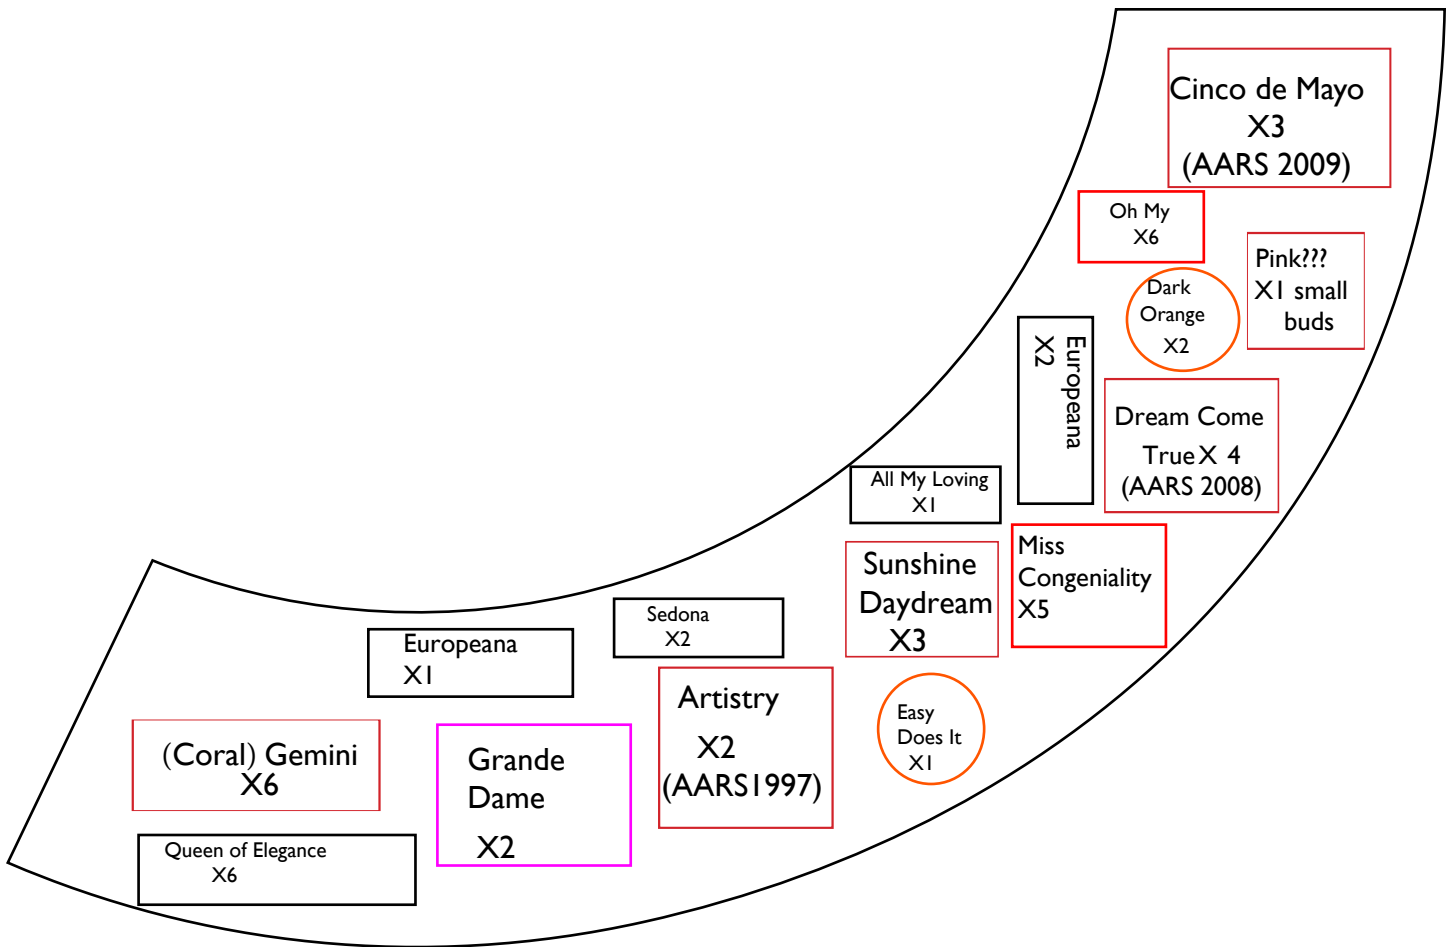 Cinco de Mayo
X3
(AARS 2009)
Oh My
X6
Pink???
X1 small
buds
Dark
Orange
X2
Europeana
X2
Dream Come
True X 4
(AARS 2008)
All My Loving
X1
Miss
Congeniality
X5
Sunshine
Daydream
X3
Sedona
X2
Europeana
X1
Artistry
X2
(AARS1997)
Easy
Does It
X1
(Coral) Gemini
X6
Grande
Dame
X2
Queen of Elegance
X6